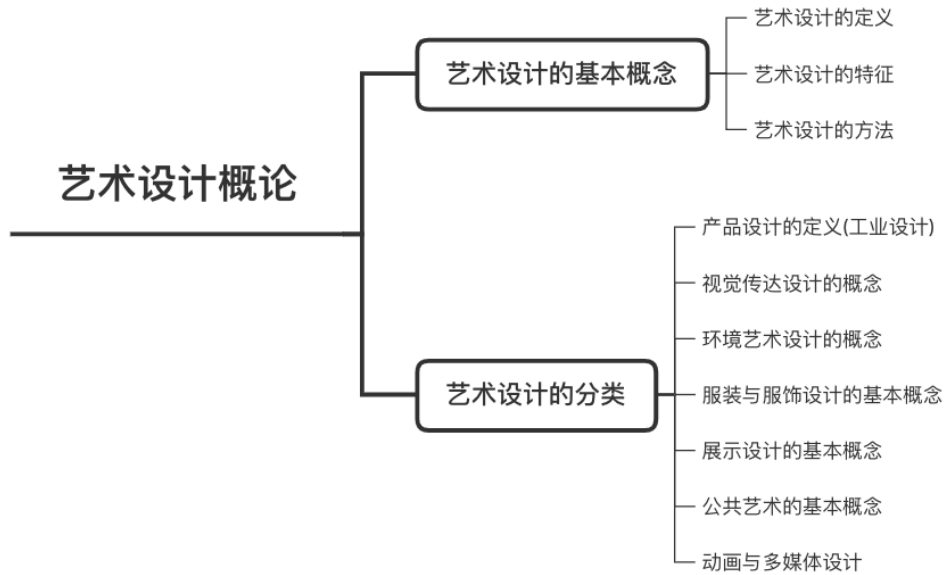 艺术设计概论
艺术设计的基本概念
艺术设计的定义
艺术设计的特征
艺术设计的方法
艺术设计的分类
产品设计的定义(工业设计)
视觉传达设计的概念
环境艺术设计的概念
服装与服饰设计的基本概念
展示设计的基本概念
公共艺术的基本概念
动画与多媒体设计